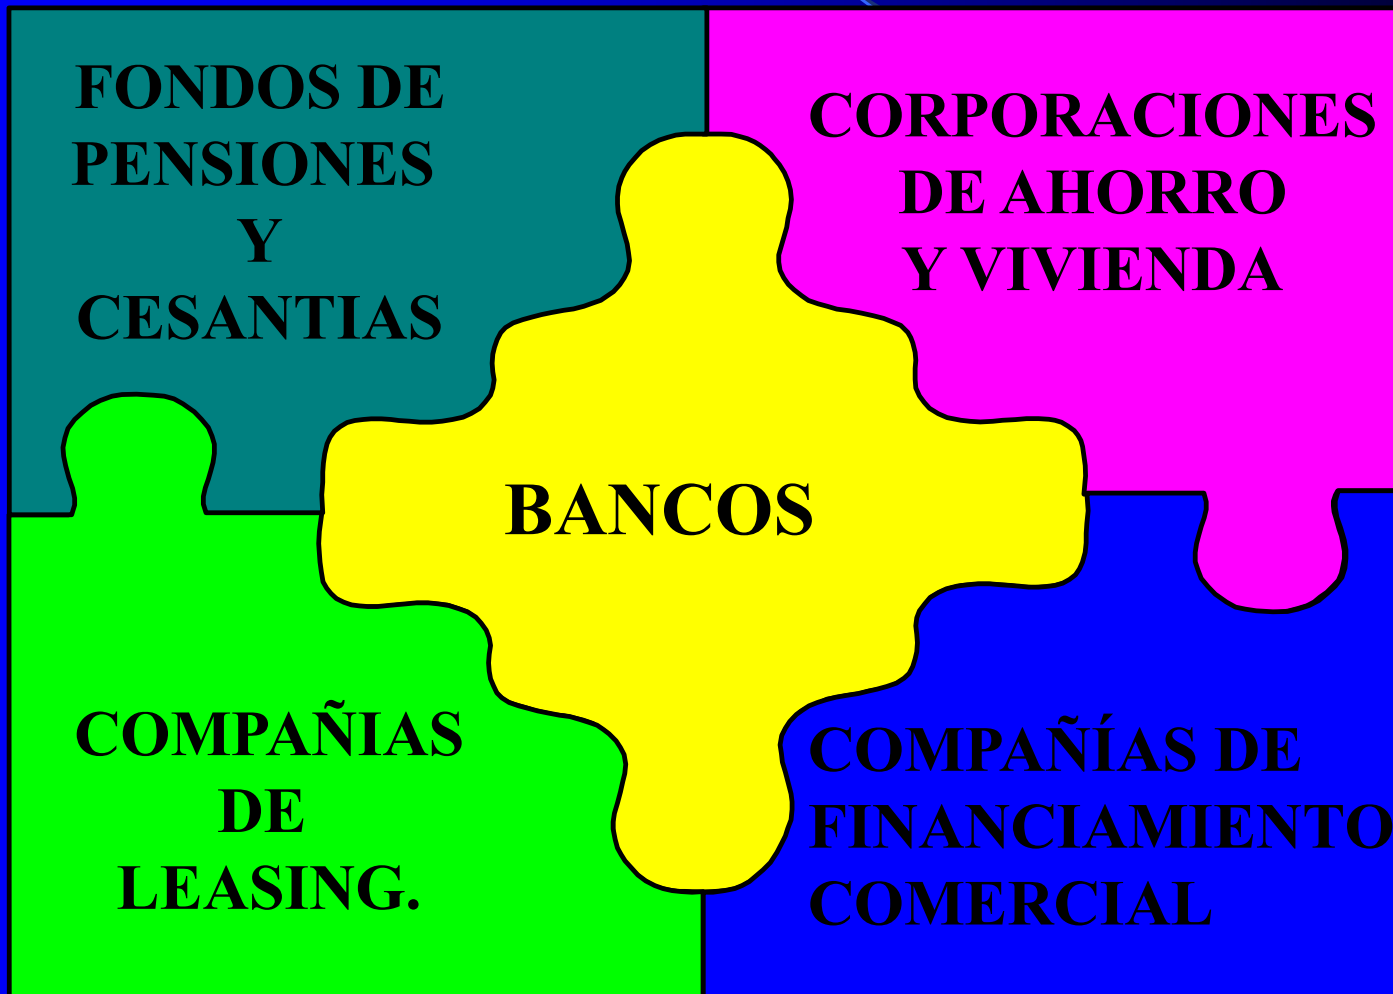 FONDOS DE
PENSIONES
Y
CESANTIAS
CORPORACIONES
DE AHORRO
Y VIVIENDA
BANCOS
COMPAÑIAS
DE
LEASING.
COMPAÑÍAS DE
FINANCIAMIENTO
COMERCIAL